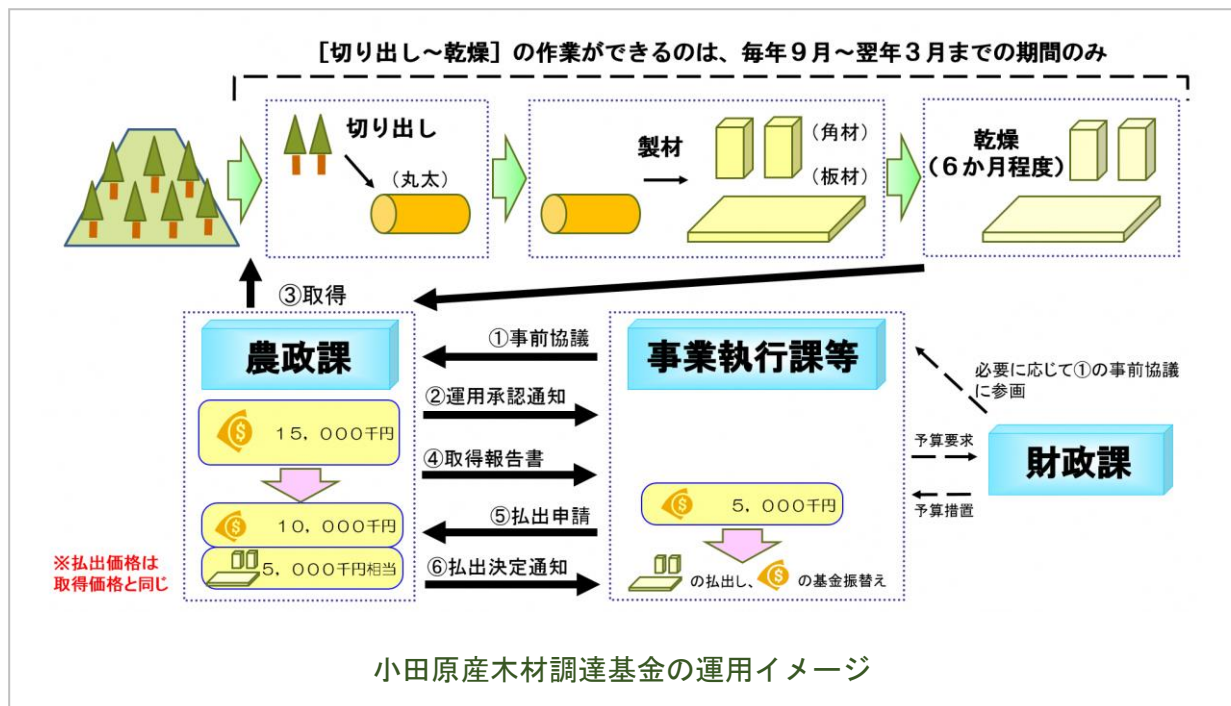 ［切り出し～乾燥］の作業ができるのは、毎年９月～翌年３月までの期間のみ
切り出し
（丸太）
製材
（角材）
（板材）
乾燥
（６か月程度）
③取得
農政課
１５，０００千円
１０，０００千円
５，０００千円相当
※払出価格は
取得価格と同じ
①事前協議
②運用承認通知
④取得報告書
⑤払出申請
⑥払出決定通知
事業執行課等
５，０００千円
の払出し、
の基金振替え
必要に応じて①の事前協議
に参画
予算要求
予算措置
財政課
小田原産木材調達基金の運用イメージ